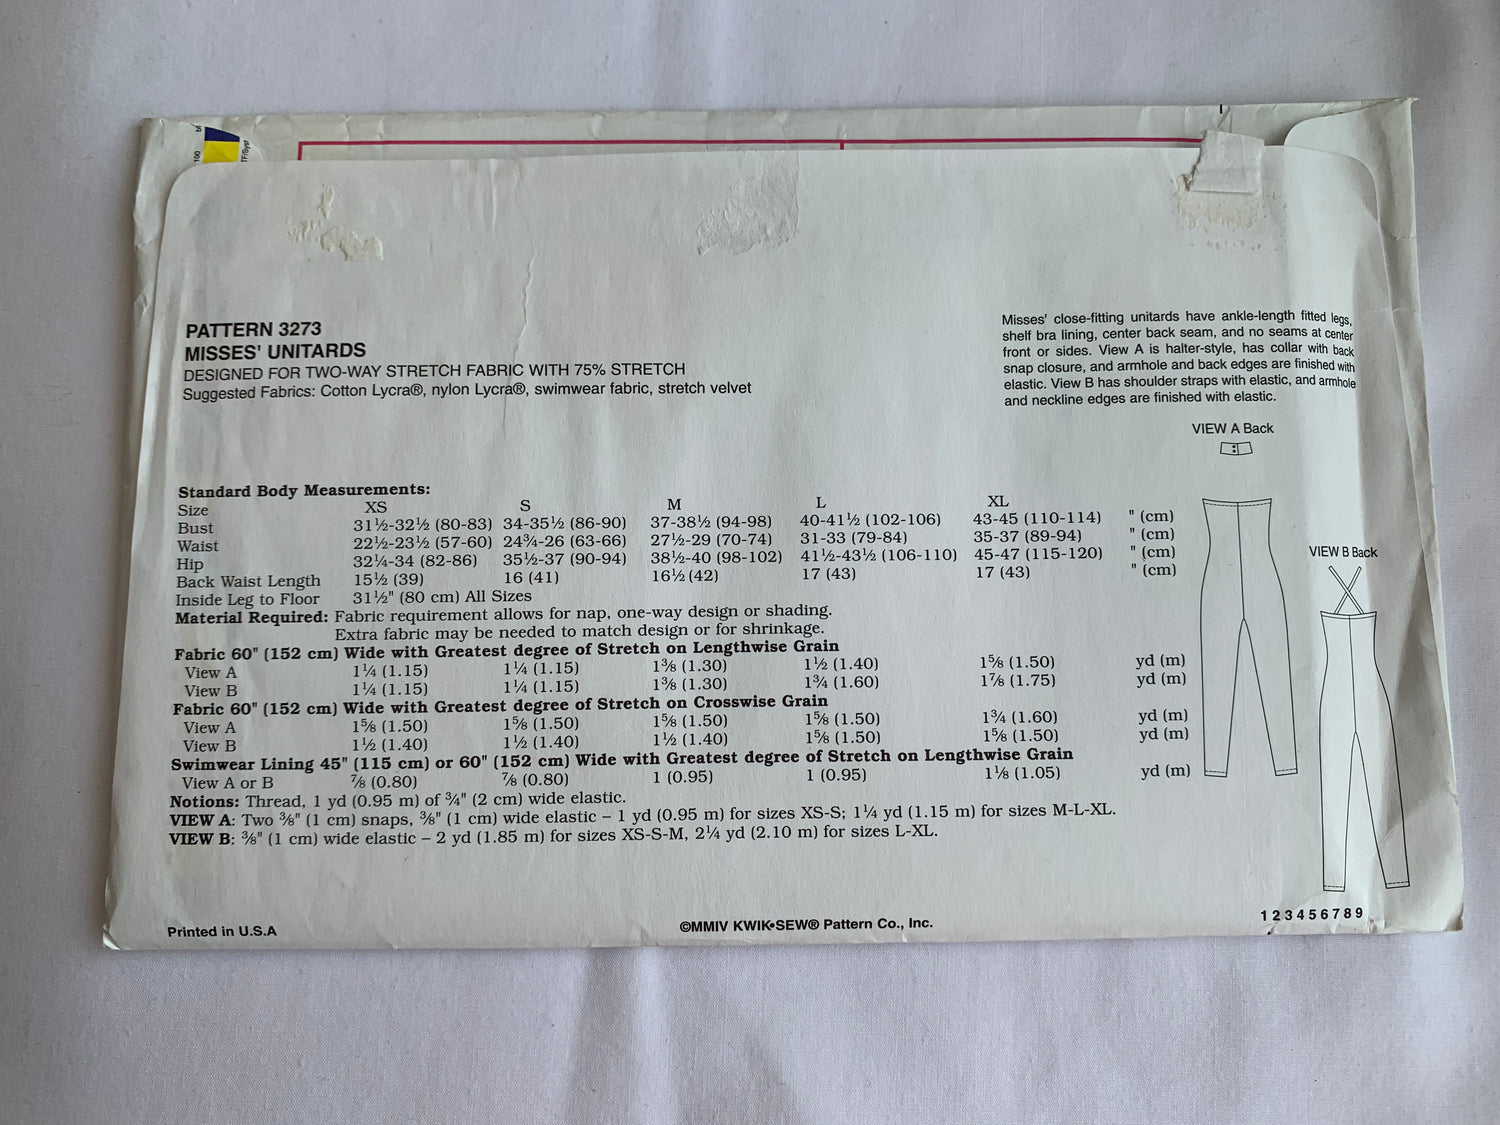 bl
100
TF/Syst
PATTERN 3273
MISSES' UNITARDS
DESIGNED FOR TWO-WAY STRETCH FABRIC WITH 75% STRETCH
Suggested Fabrics: Cotton Lycra®, nylon Lycra®, swimwear fabric, stretch velvet
Misses' close-fitting unitards have ankle-length fitted legs,
shelf bra lining, center back seam, and no seams at center
front or sides. View A is halter-style, has collar with back
snap closure, and armhole and back edges are finished with
elastic. View B has shoulder straps with elastic, and armhole
and neckline edges are finished with elastic.
VIEW A Back
VIEW B Back
Standard Body Measurements:
Size XS S M L XL
Bust 31½-32½ (80-83) 34-35½ (86-90) 37-38½ (94-98) 40-41½ (102-106) 43-45 (110-114) " (cm)
Waist 22½-23½ (57-60) 24¾-26 (63-66) 27½-29 (70-74) 31-33 (79-84) 35-37 (89-94) " (cm)
Hip 32¼-34 (82-86) 35½-37 (90-94) 38½-40 (98-102) 41½-43½ (106-110) 45-47 (115-120) " (cm)
Back Waist Length 15½ (39) 16 (41) 16½ (42) 17 (43) 17 (43) " (cm)
Inside Leg to Floor 31½" (80 cm) All Sizes
Material Required: Fabric requirement allows for nap, one-way design or shading.
Extra fabric may be needed to match design or for shrinkage.
Fabric 60" (152 cm) Wide with Greatest degree of Stretch on Lengthwise Grain
View A 1¼ (1.15) 1¼ (1.15) 1⅜ (1.30) 1½ (1.40) 1⅝ (1.50) yd (m)
View B 1¼ (1.15) 1¼ (1.15) 1⅜ (1.30) 1¾ (1.60) 1⅞ (1.75) yd (m)
Fabric 60" (152 cm) Wide with Greatest degree of Stretch on Crosswise Grain
View A 1⅝ (1.50) 1⅝ (1.50) 1⅝ (1.50) 1⅝ (1.50) 1¾ (1.60) yd (m)
View B 1½ (1.40) 1½ (1.40) 1½ (1.40) 1⅝ (1.50) 1⅝ (1.50) yd (m)
Swimwear Lining 45" (115 cm) or 60" (152 cm) Wide with Greatest degree of Stretch on Lengthwise Grain
View A or B ⅞ (0.80) ⅞ (0.80) 1 (0.95) 1 (0.95) 1⅛ (1.05) yd (m)
Notions: Thread, 1 yd (0.95 m) of ¾" (2 cm) wide elastic.
VIEW A: Two ⅜" (1 cm) snaps, ⅜" (1 cm) wide elastic – 1 yd (0.95 m) for sizes XS-S; 1¼ yd (1.15 m) for sizes M-L-XL.
VIEW B: ⅜" (1 cm) wide elastic – 2 yd (1.85 m) for sizes XS-S-M, 2¼ yd (2.10 m) for sizes L-XL.
Printed in U.S.A
©MMIV KWIK•SEW® Pattern Co., Inc.
1 2 3 4 5 6 7 8 9